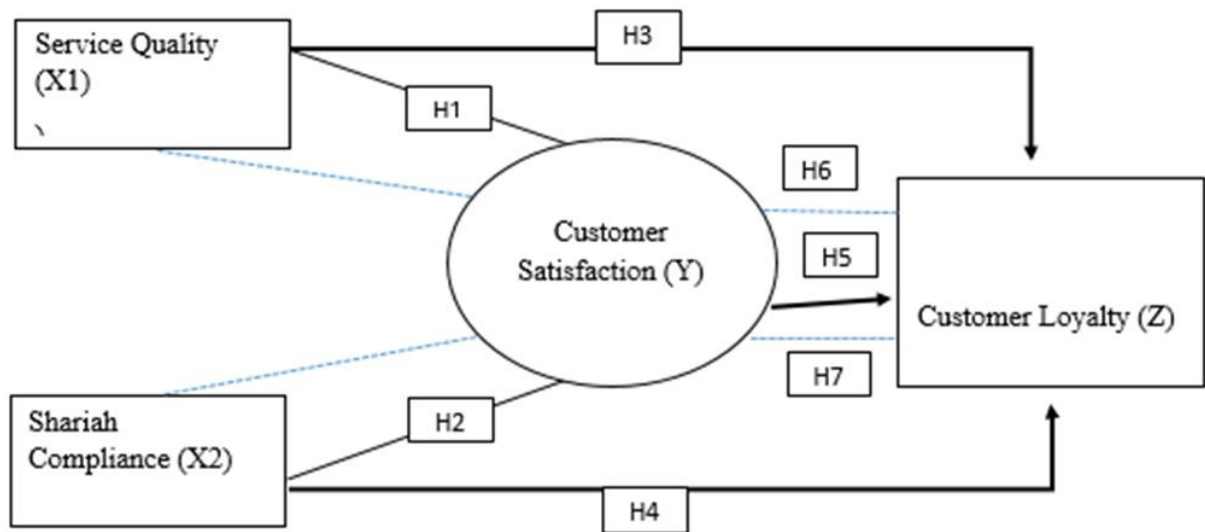 Service Quality
(X1)
H3
H1
H6
Customer
Satisfaction (Y)
H5
Customer Loyalty (Z)
H7
Shariah
Compliance (X2)
H2
H4